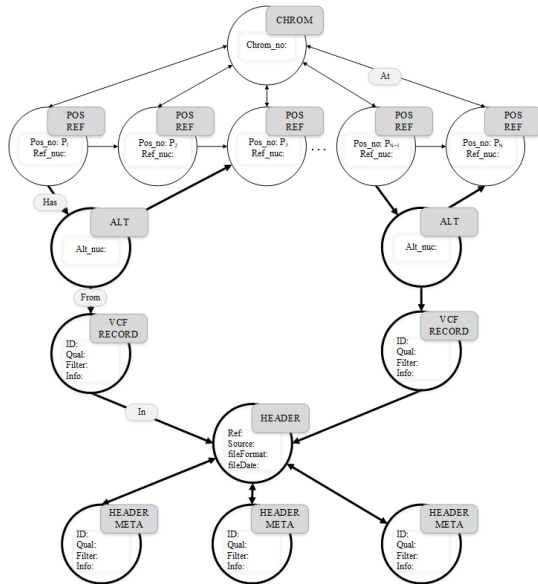 CHROM
Chrom_no:
At
POS
REF
Pos_no: P1
Ref_nuc:
POS
REF
Pos_no: P2
Ref_nuc:
POS
REF
Pos_no: P3
Ref_nuc:
...
POS
REF
Pos_no: PN-1
Ref_nuc:
POS
REF
Pos_no: PN
Ref_nuc:
Has
ALT
Alt_nuc:
ALT
Alt_nuc:
From
VCF
RECORD
ID:
Qual:
Filter:
Info:
VCF
RECORD
ID:
Qual:
Filter:
Info:
In
HEADER
Ref:
Source:
fileFormat:
fileDate:
HEADER
META
ID:
Qual:
Filter:
Info:
HEADER
META
ID:
Qual:
Filter:
Info:
HEADER
META
ID:
Qual:
Filter:
Info: